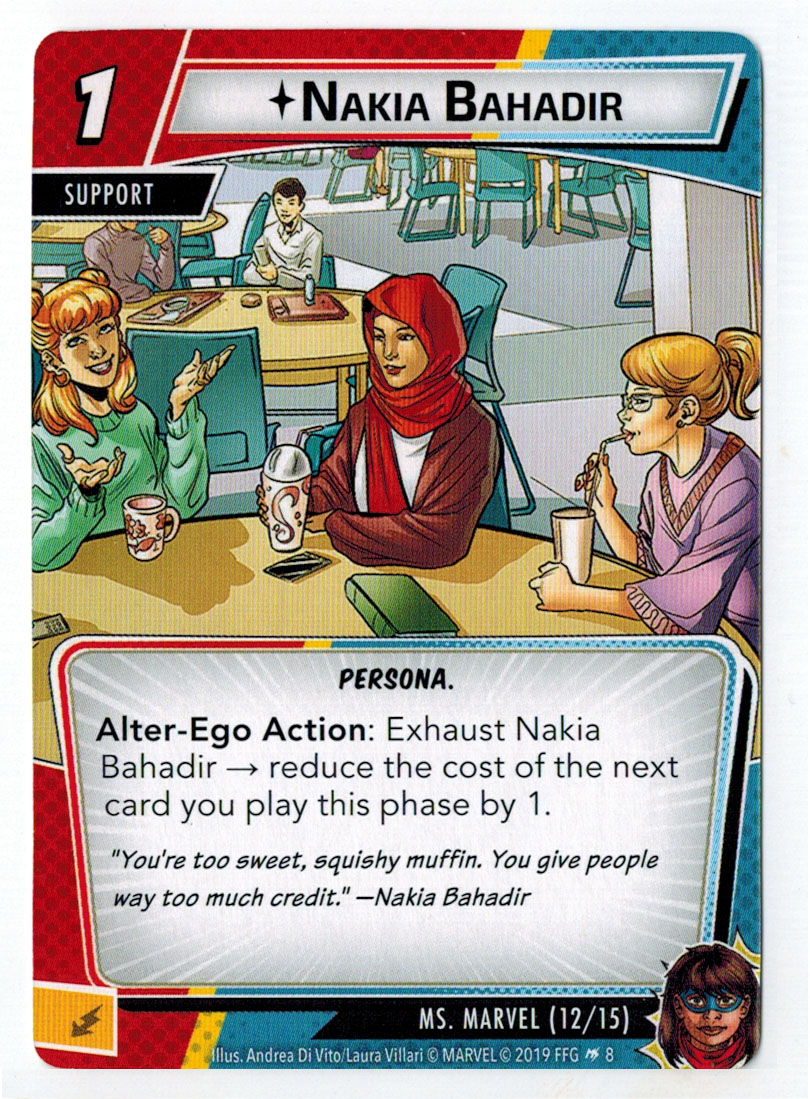 1
NAKIA BAHADIR
SUPPORT
PERSONA.
Alter-Ego Action: Exhaust Nakia
Bahadir → reduce the cost of the next
card you play this phase by 1.
"You're too sweet, squishy muffin. You give people
way too much credit." —Nakia Bahadir
MS. MARVEL (12/15)
Illus. Andrea Di Vito/Laura Villari © MARVEL © 2019 FFG 8